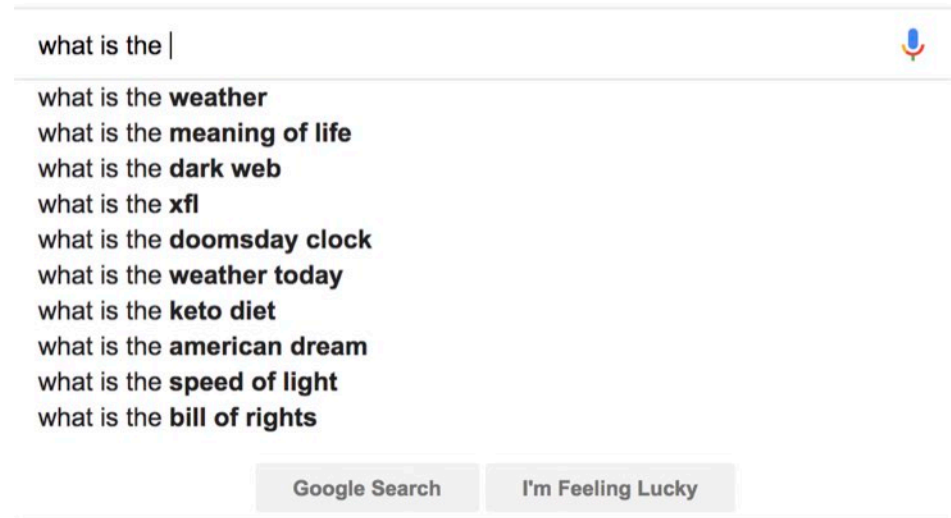 what is the
what is the weather
what is the meaning of life
what is the dark web
what is the xfl
what is the doomsday clock
what is the weather today
what is the keto diet
what is the american dream
what is the speed of light
what is the bill of rights
Google Search I'm Feeling Lucky